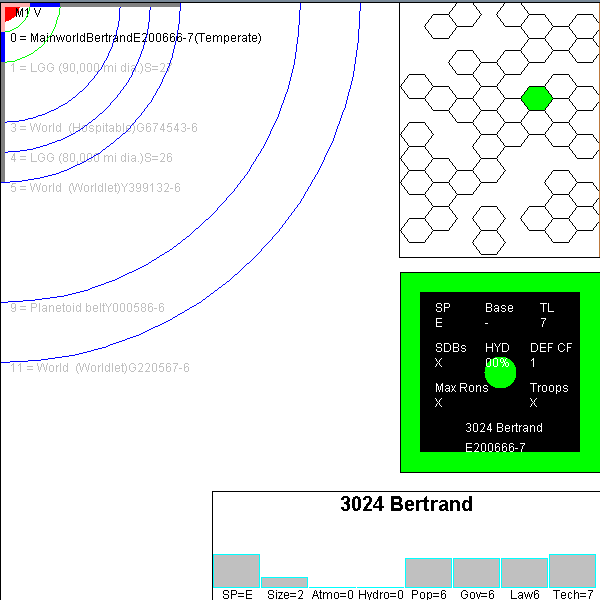 M1 V
0 = MainworldBertrandE200666-7(Temperate)
1 = LGG (90,000 mi dia.)S=27
3 = World (Hospitable)G674543-6
4 = LGG (80,000 mi dia.)S=26
5 = World (Worldlet)Y399132-6
9 = Planetoid beltY000586-6
11 = World (Worldlet)G220567-6
SP Base TL
E - 7
SDBs HYD DEF CF
X 00% 1
Max Rons Troops
X X
3024 Bertrand
E200666-7
3024 Bertrand
SP=E Size=2 Atmo=0 Hydro=0 Pop=6 Gov=6 Law6 Tech=7